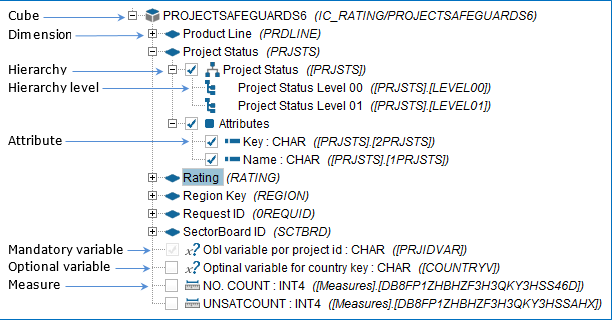 Cube PROJECTSAFEGUARDS6 (IC_RATING/PROJECTSAFEGUARDS6)
Dimension Product Line (PRDLINE)
Project Status (PRJSTS)
Hierarchy Project Status ([PRJSTS])
Hierarchy level Project Status Level 00 ([PRJSTS].[LEVEL00])
Project Status Level 01 ([PRJSTS].[LEVEL01])
Attributes
Attribute Key : CHAR ([PRJSTS].[2PRJSTS])
Name : CHAR ([PRJSTS].[1PRJSTS])
Rating (RATING)
Region Key (REGION)
Request ID (0REQUID)
SectorBoard ID (SCTBRD)
Mandatory variable x? Obl variable por project id : CHAR ([PRJIDVAR])
Optional variable x? Optinal variable for country key : CHAR ([COUNTRYV])
Measure NO. COUNT : INT4 ([Measures].[DB8FP1ZHBHZF3H3QKY3HSS46D])
UNSATCOUNT : INT4 ([Measures].[DB8FP1ZHBHZF3H3QKY3HSSAHX])